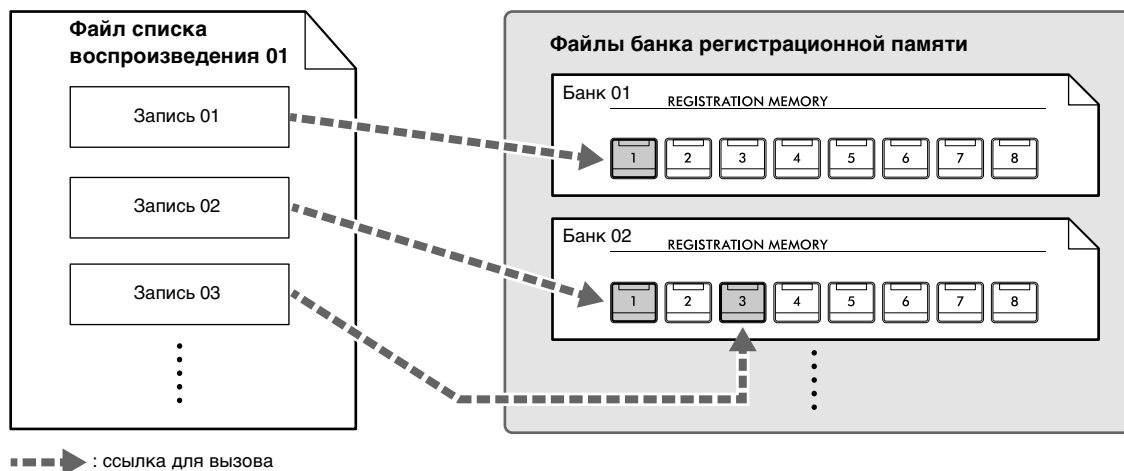 Файл списка
воспроизведения 01
Запись 01
Запись 02
Запись 03
Файлы банка регистрационной памяти
Банк 01
REGISTRATION MEMORY
1 2 3 4 5 6 7 8
Банк 02
REGISTRATION MEMORY
1 2 3 4 5 6 7 8
: ссылка для вызова